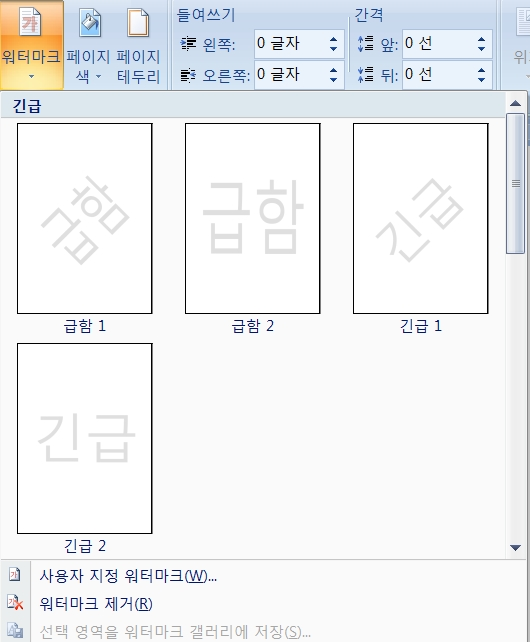 워터마크 페이지 색 페이지 테두리
들여쓰기
왼쪽: 0 글자
오른쪽: 0 글자
간격
앞: 0 선
뒤: 0 선
긴급
급함
급함
긴급
급함 1
급함 2
긴급 1
긴급
긴급 2
사용자 지정 워터마크(W)...
워터마크 제거(R)
선택 영역을 워터마크 갤러리에 저장(S)...